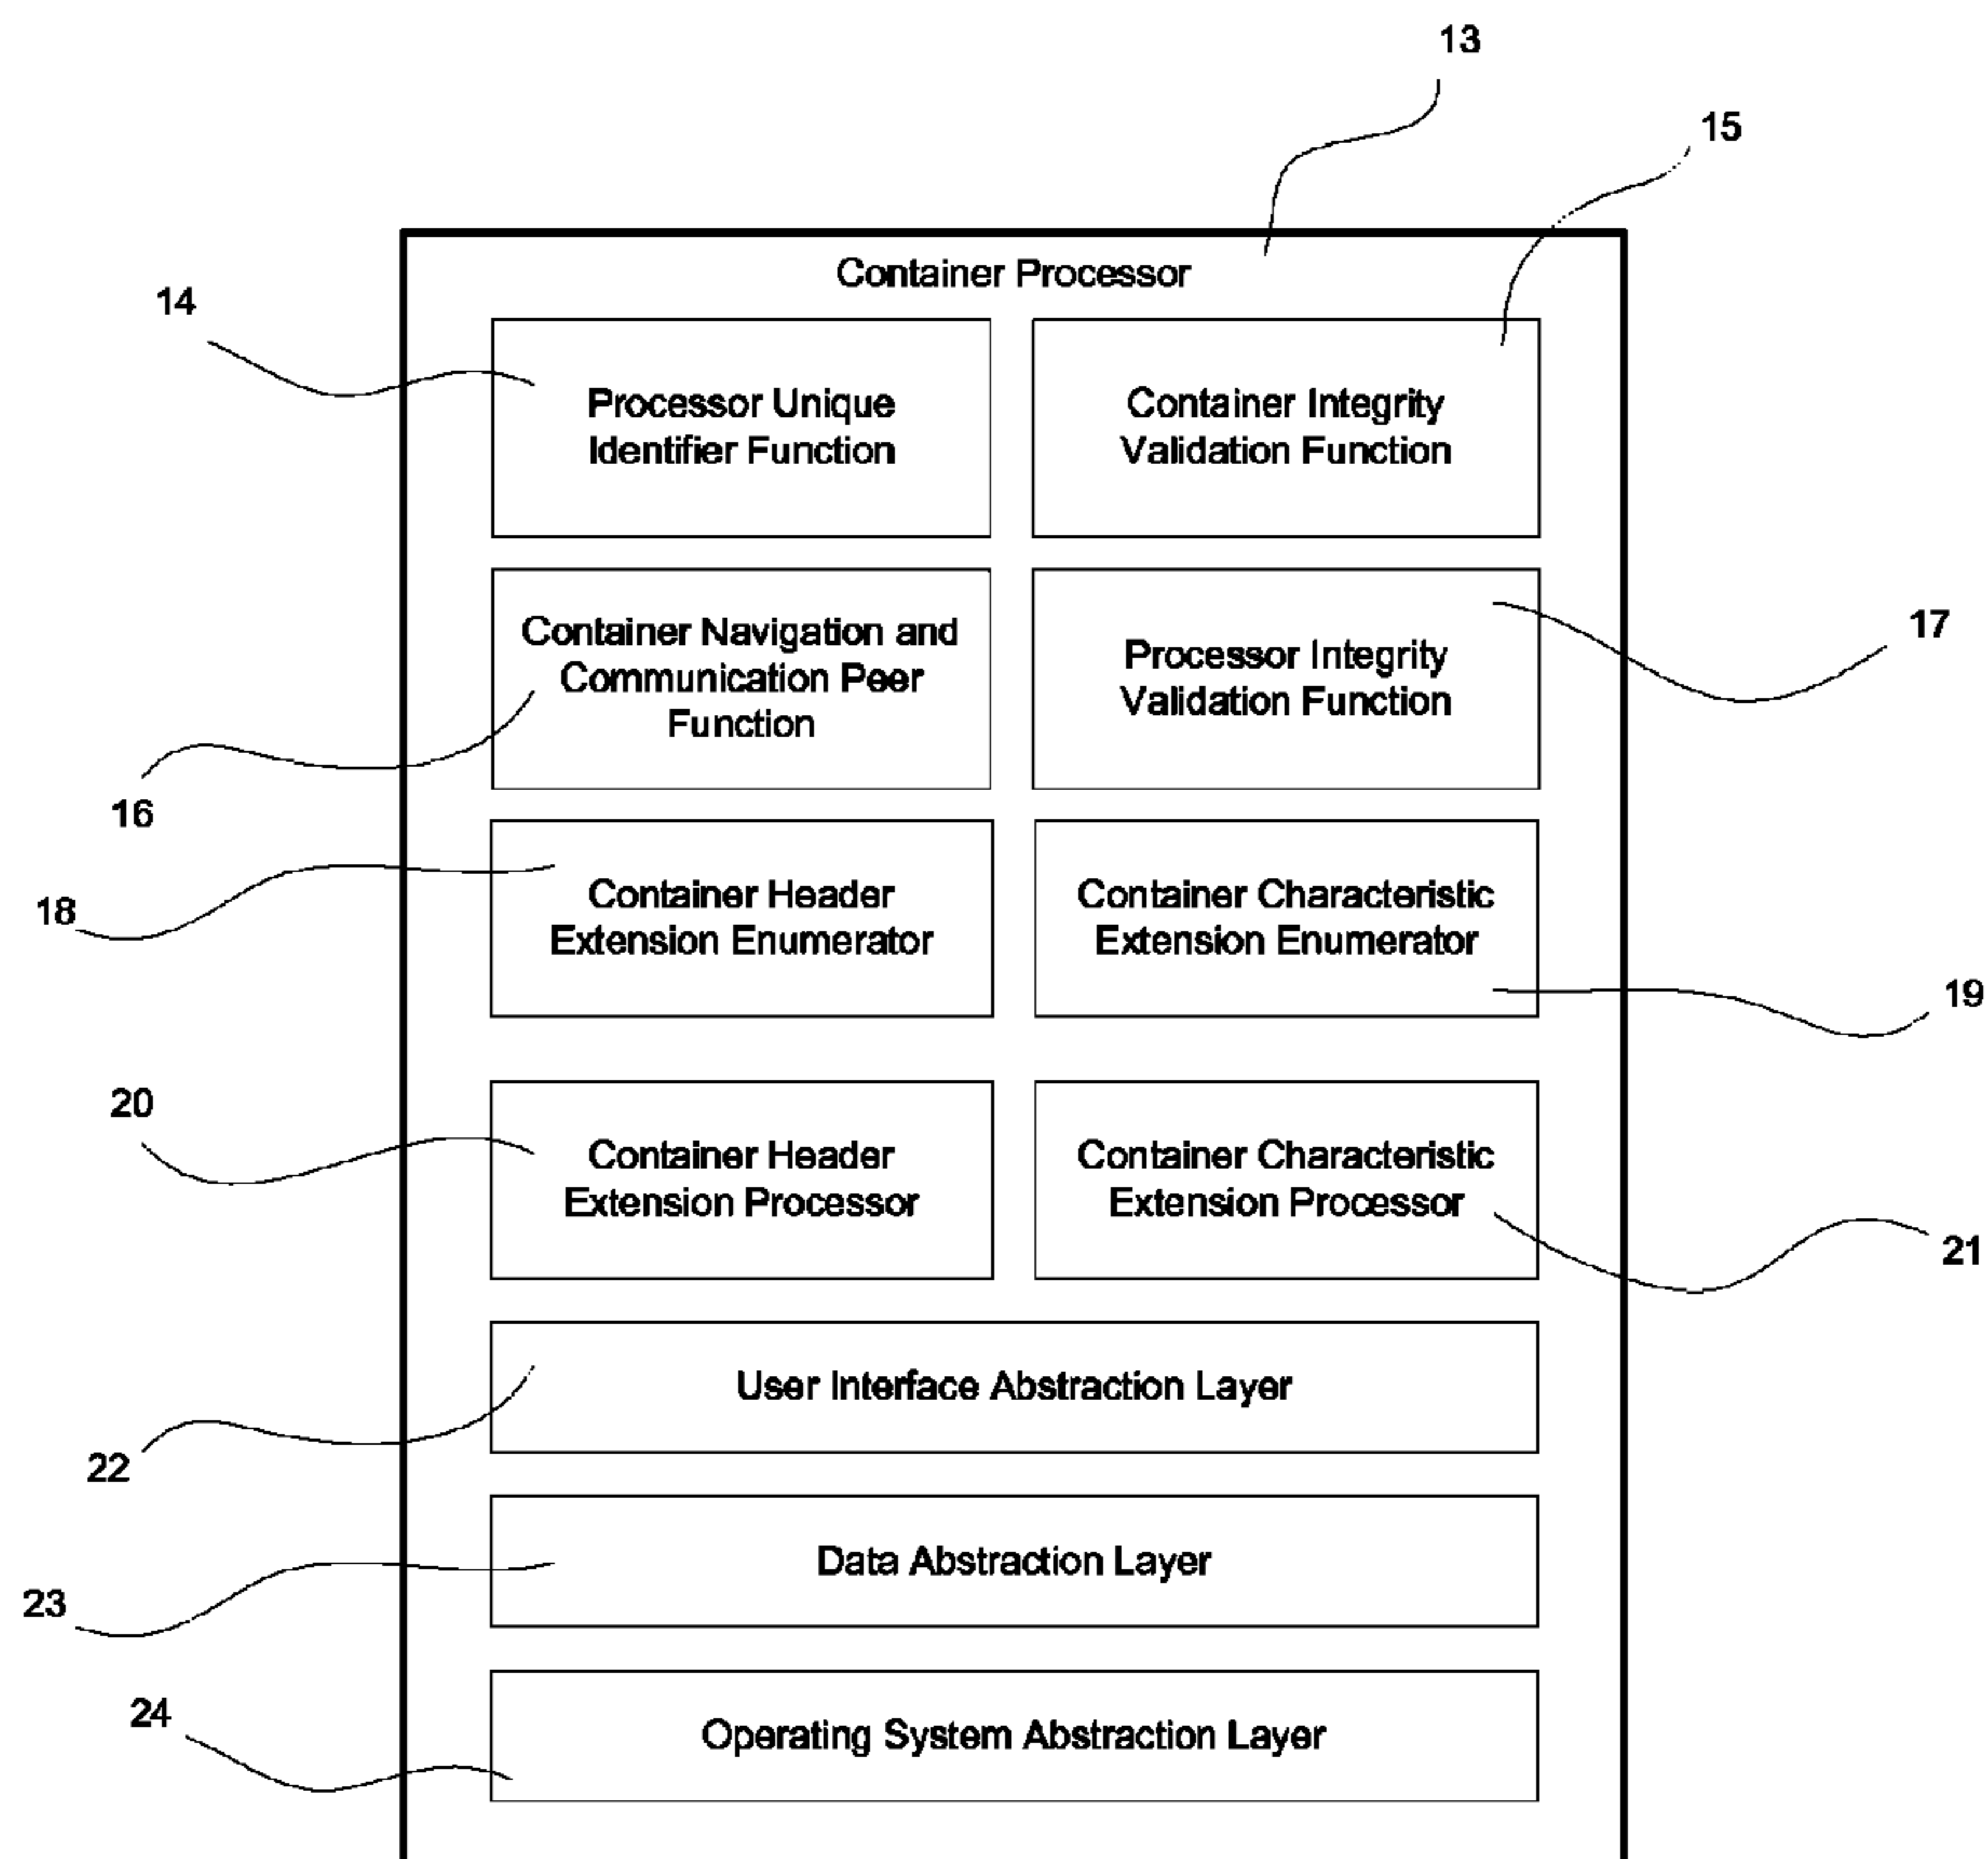 13
15
Container Processor
14
Processor Unique
Identifier Function
Container Integrity
Validation Function
Container Navigation and
Communication Peer
Function
16
Processor Integrity
Validation Function
17
18
Container Header
Extension Enumerator
Container Characteristic
Extension Enumerator
19
20
Container Header
Extension Processor
Container Characteristic
Extension Processor
21
User Interface Abstraction Layer
22
Data Abstraction Layer
23
Operating System Abstraction Layer
24